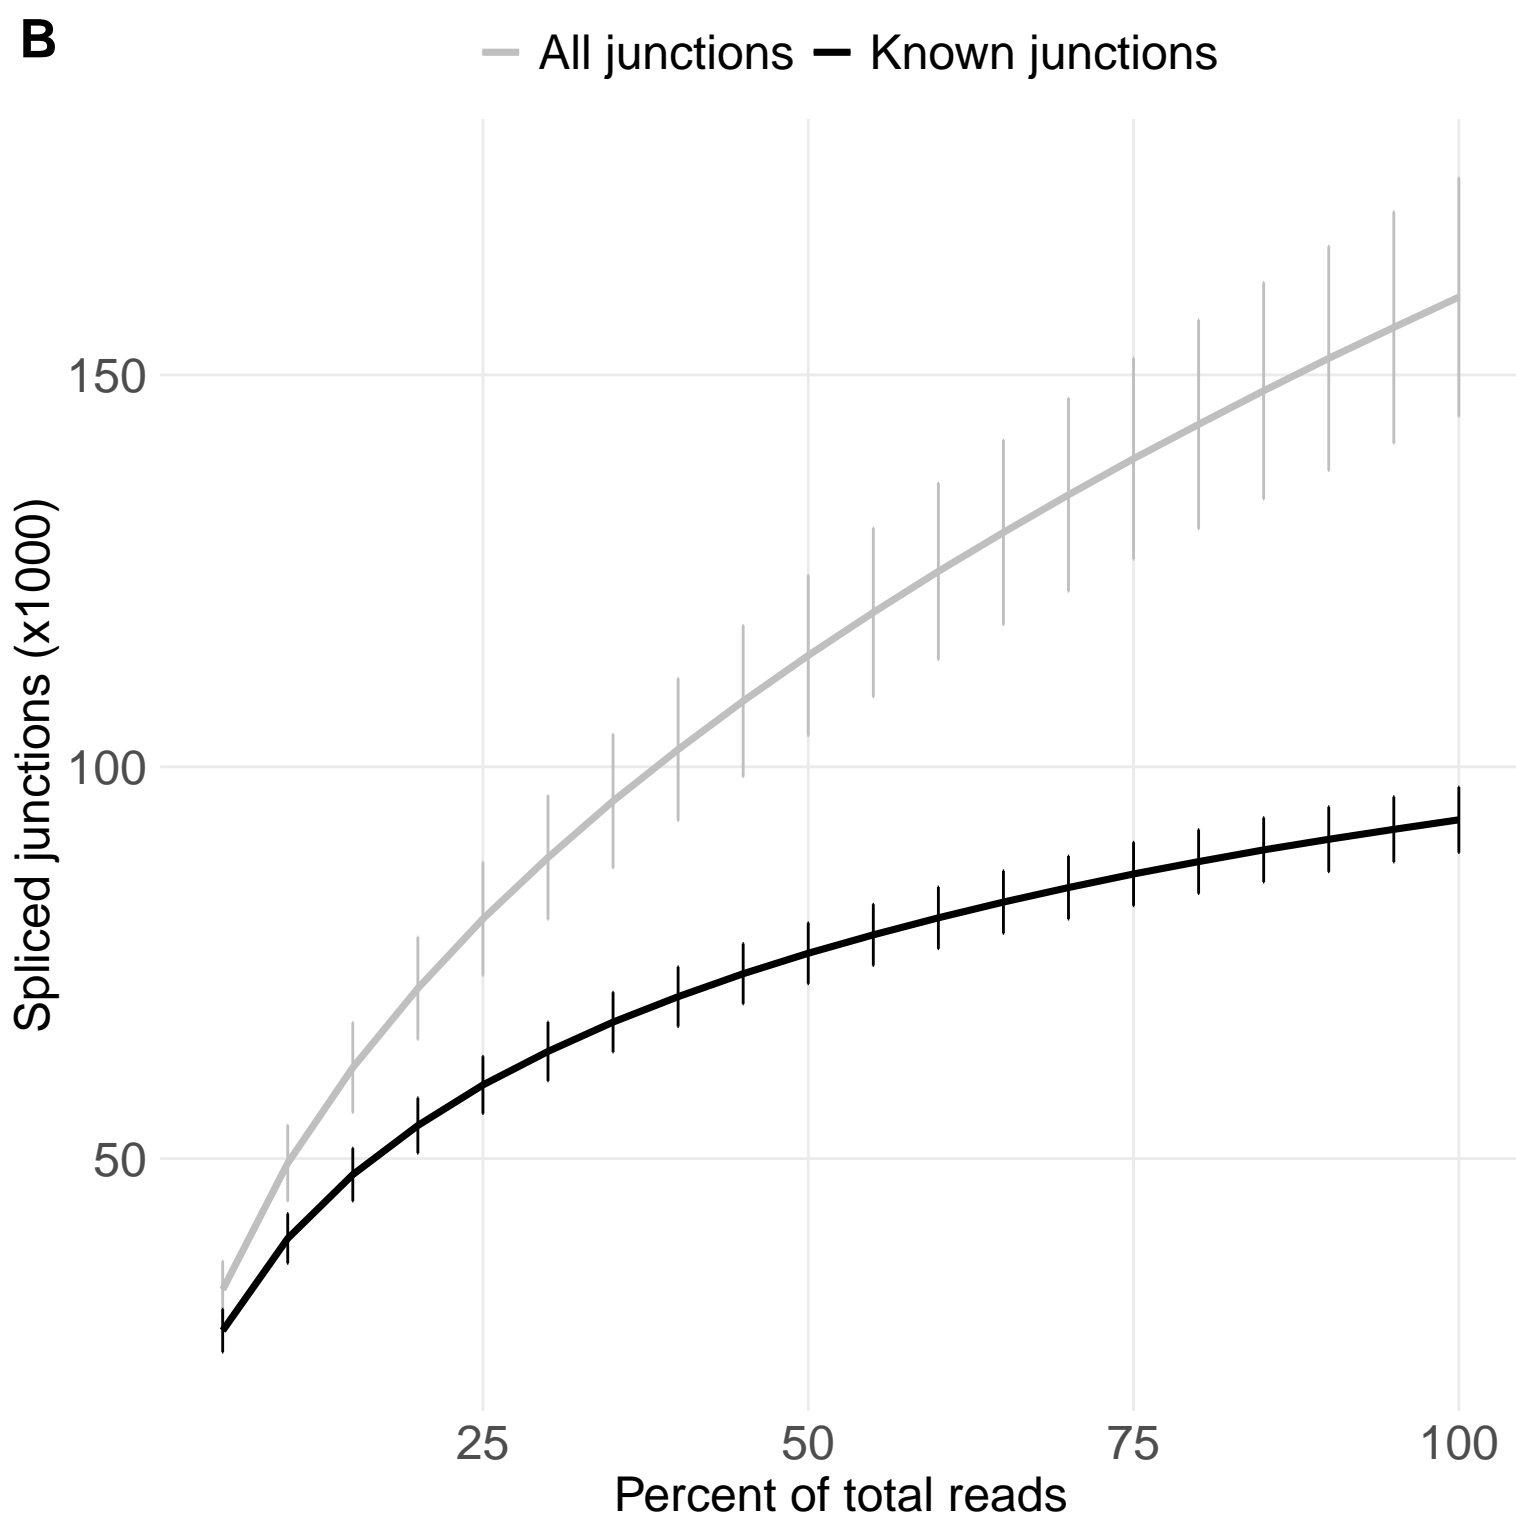 B
All junctions Known junctions
150
100
50
Spliced junctions (x1000)
25 50 75 100
Percent of total reads